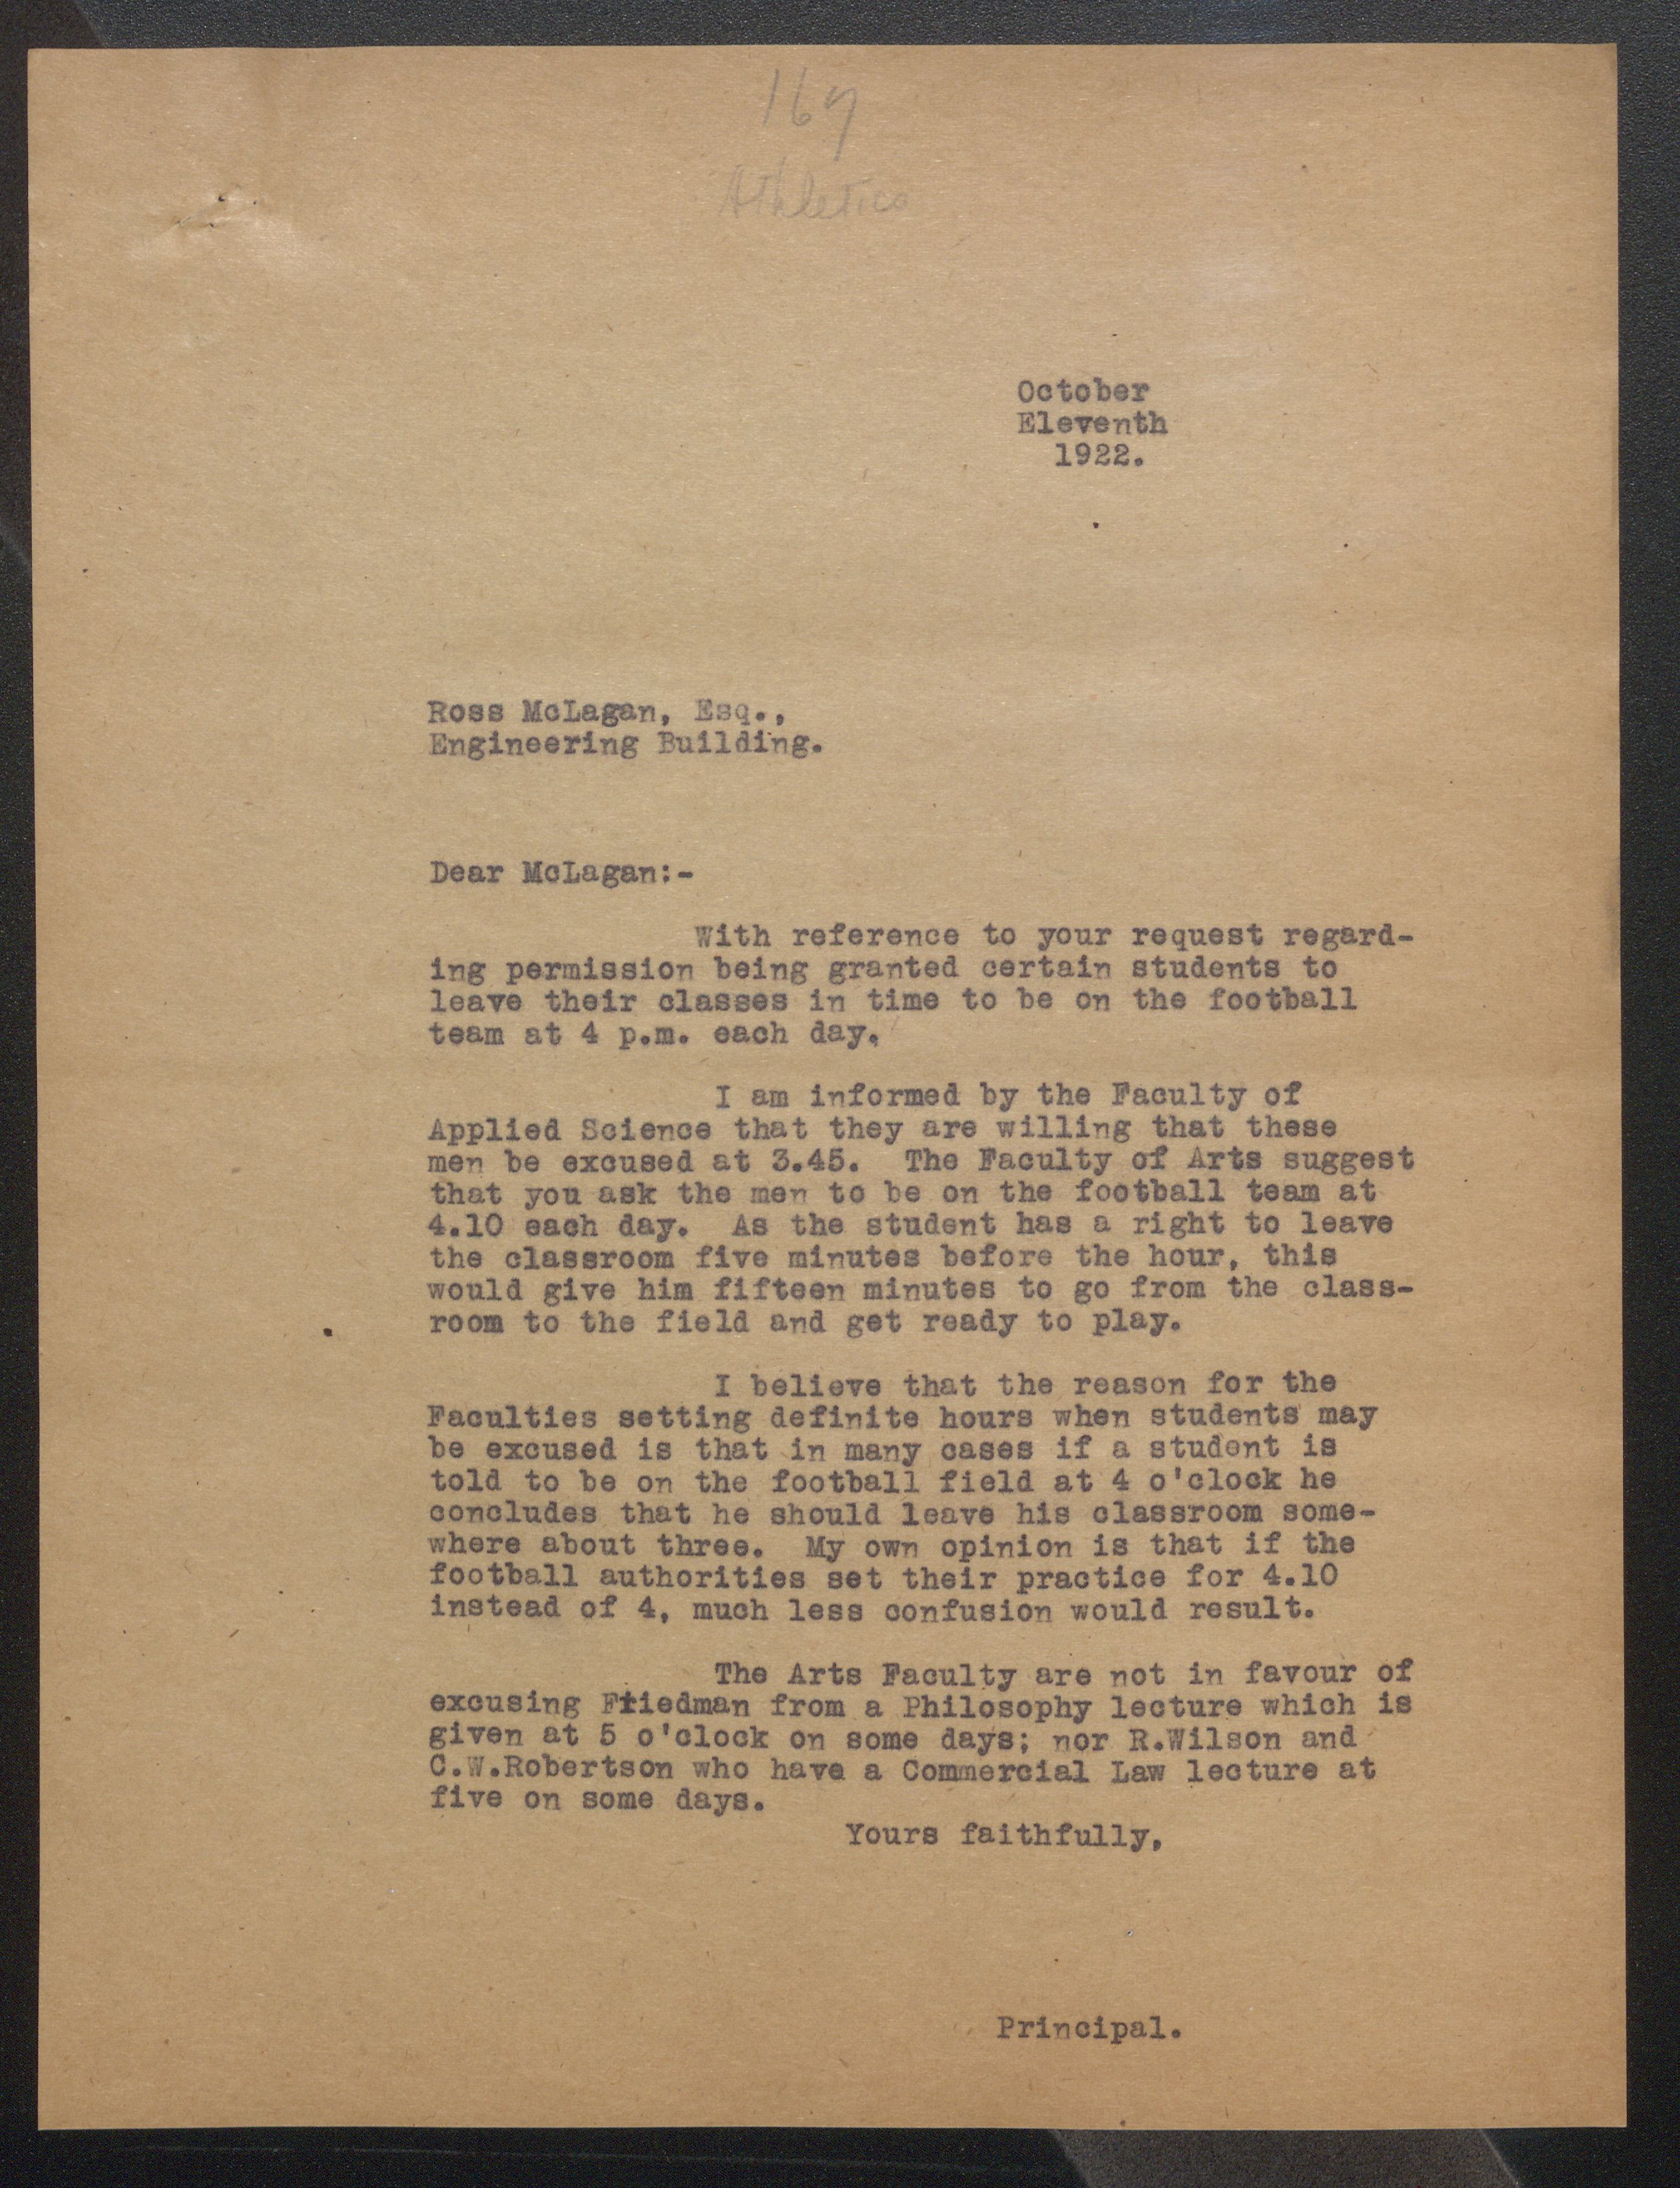 167
Athletics
October
Eleventh
1922.
Ross McLagan, Esq.,
Engineering Building.
Dear McLagan:-
With reference to your request regard-
ing permission being granted certain students to
leave their classes in time to be on the football
team at 4 p.m. each day.
I am informed by the Faculty of
Applied Science that they are willing that these
men be excused at 3.45. The Faculty of Arts suggest
that you ask the men to be on the football team at
4.10 each day. As the student has a right to leave
the classroom five minutes before the hour, this
would give him fifteen minutes to go from the class-
room to the field and get ready to play.
I believe that the reason for the
Faculties setting definite hours when students may
be excused is that in many cases if a student is
told to be on the football field at 4 o'clock he
concludes that he should leave his classroom some-
where about three. My own opinion is that if the
football authorities set their practice for 4.10
instead of 4, much less confusion would result.
The Arts Faculty are not in favour of
excusing Friedman from a Philosophy lecture which is
given at 5 o'clock on some days; nor R.Wilson and
C.W.Robertson who have a Commercial Law lecture at
five on some days.
Yours faithfully,
Principal.